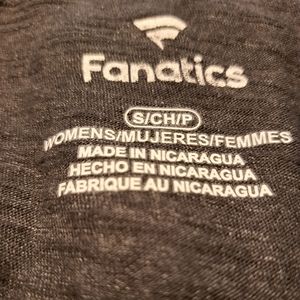 Fanatics
S/CH/P
WOMENS/MUJERES/FEMMES
MADE IN NICARAGUA
HECHO EN NICARAGUA
FABRIQUE AU NICARAGUA